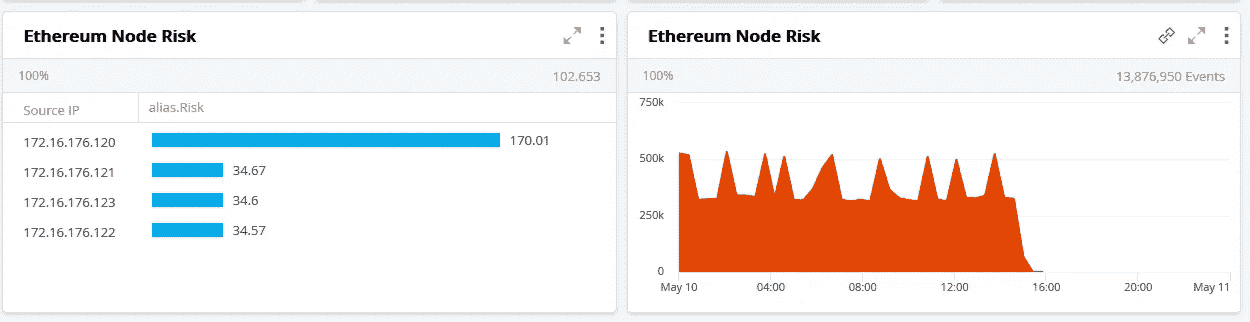 Ethereum Node Risk
100% 102.653
Source IP alias.Risk
172.16.176.120 170.01
172.16.176.121 34.67
172.16.176.123 34.6
172.16.176.122 34.57
Ethereum Node Risk
100% 13,876,950 Events
750k
500k
250k
0
May 10 04:00 08:00 12:00 16:00 20:00 May 11